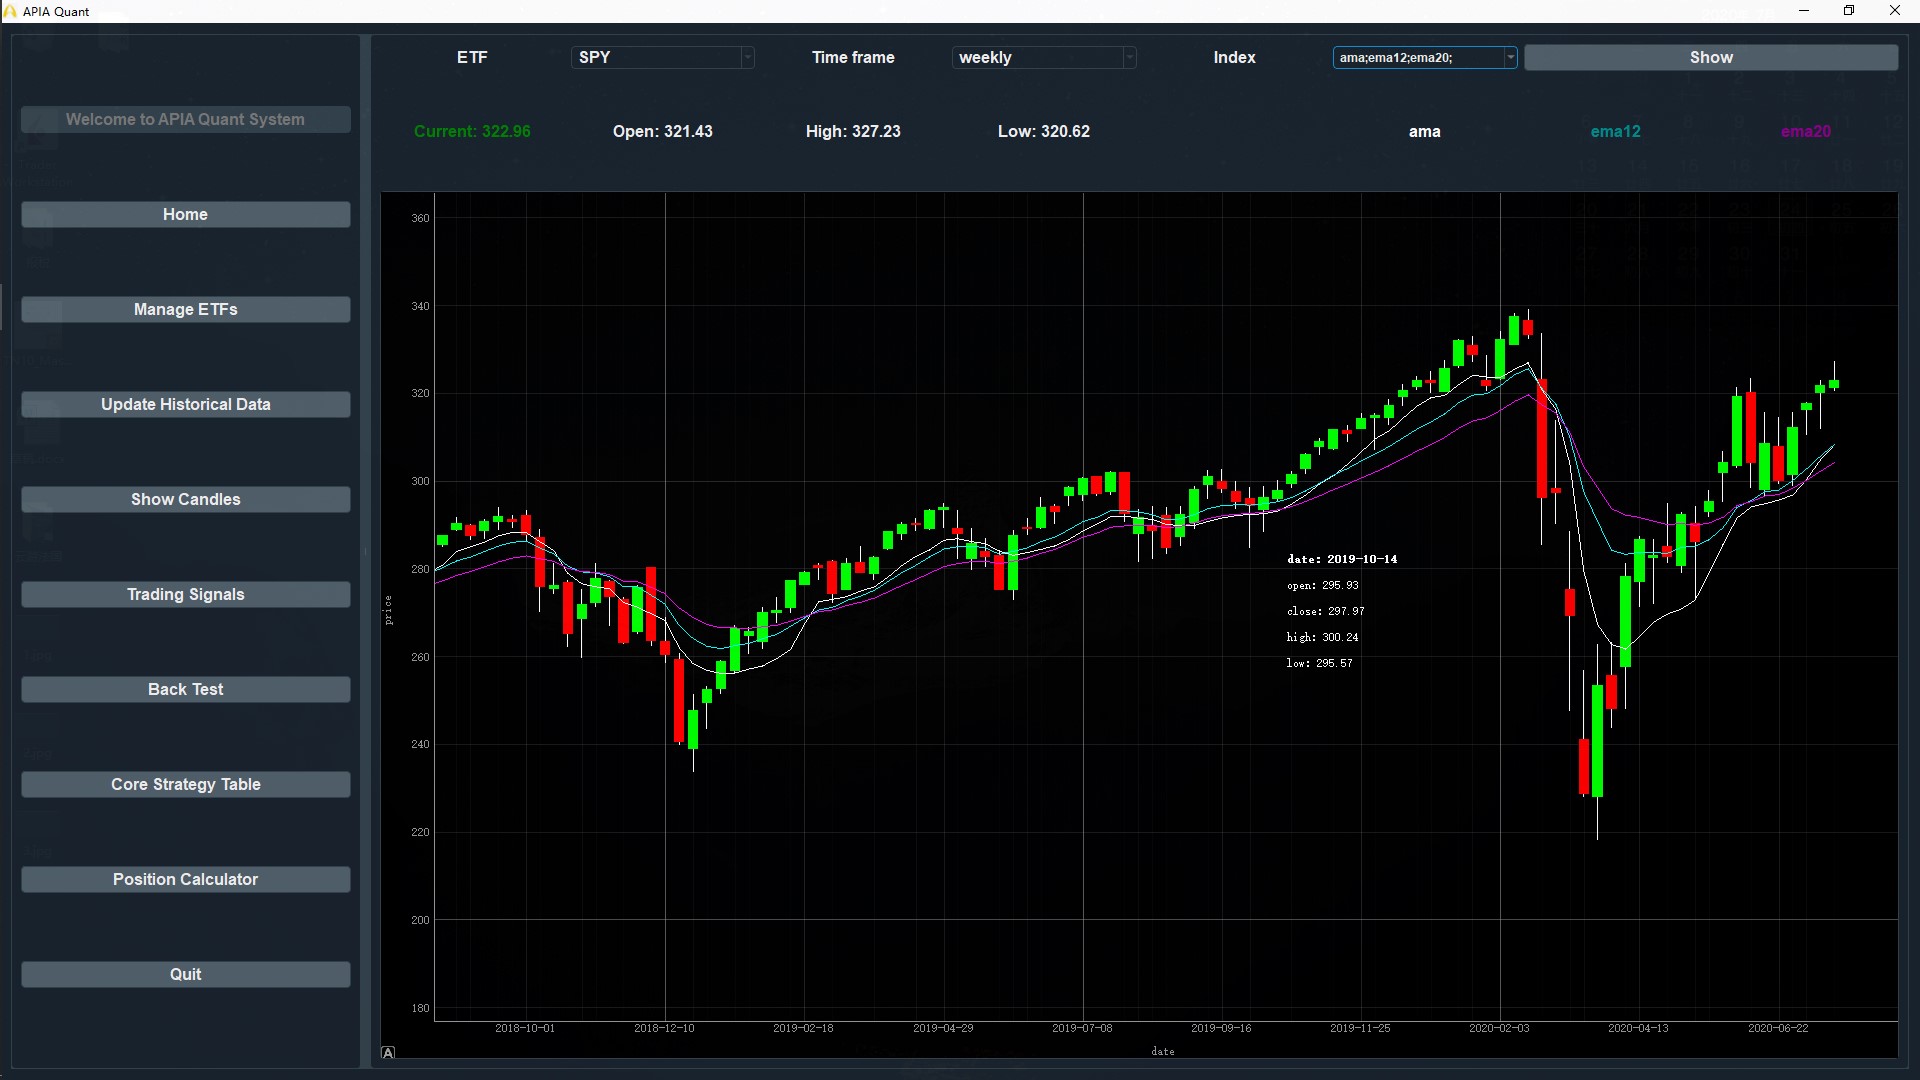 APIA Quant
ETF
SPY
Time frame
weekly
Index
ama;ema12;ema20;
Show
Welcome to APIA Quant System
Home
Manage ETFs
Update Historical Data
Show Candles
Trading Signals
Back Test
Core Strategy Table
Position Calculator
Quit
Current: 322.96
Open: 321.43
High: 327.23
Low: 320.62
ama
ema12
ema20
360
340
320
300
280
260
240
220
200
180
price
date: 2019-10-14
open: 295.93
close: 297.97
high: 300.24
low: 295.57
2018-10-01
2018-12-10
2019-02-18
2019-04-29
2019-07-08
2019-09-16
2019-11-25
2020-02-03
2020-04-13
2020-06-22
A
date